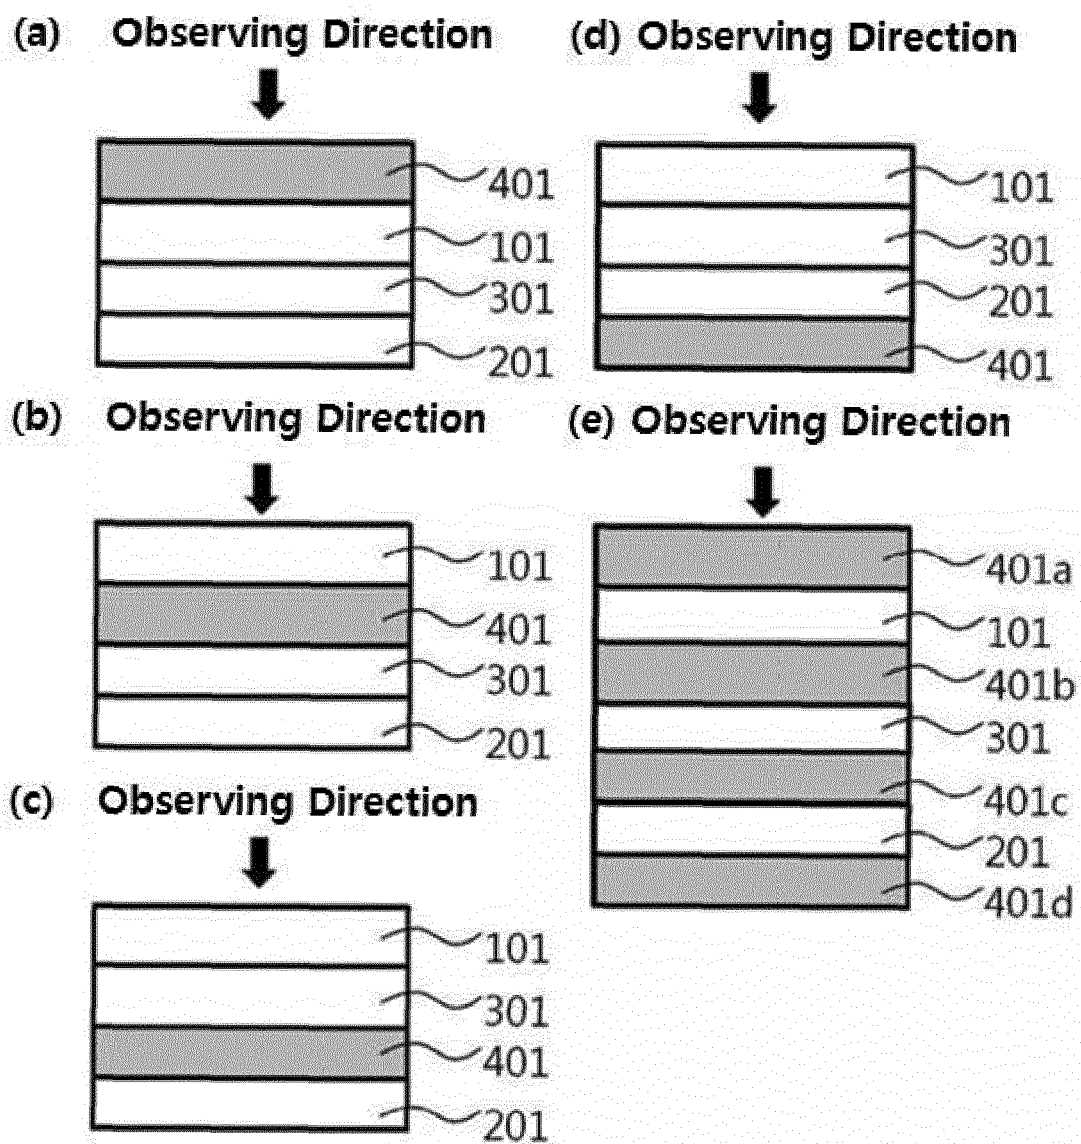 (a) Observing Direction
401
101
301
201
(b) Observing Direction
101
401
301
201
(c) Observing Direction
101
301
401
201
(d) Observing Direction
101
301
201
401
(e) Observing Direction
401a
101
401b
301
401c
201
401d